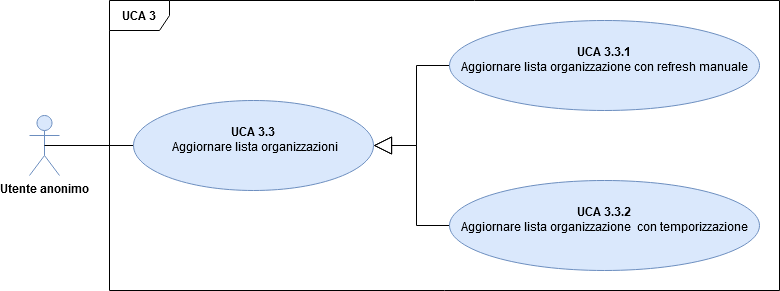 UCA 3
UCA 3.3.1
Aggiornare lista organizzazione con refresh manuale
UCA 3.3
Aggiornare lista organizzazioni
Utente anonimo
UCA 3.3.2
Aggiornare lista organizzazione con temporizzazione